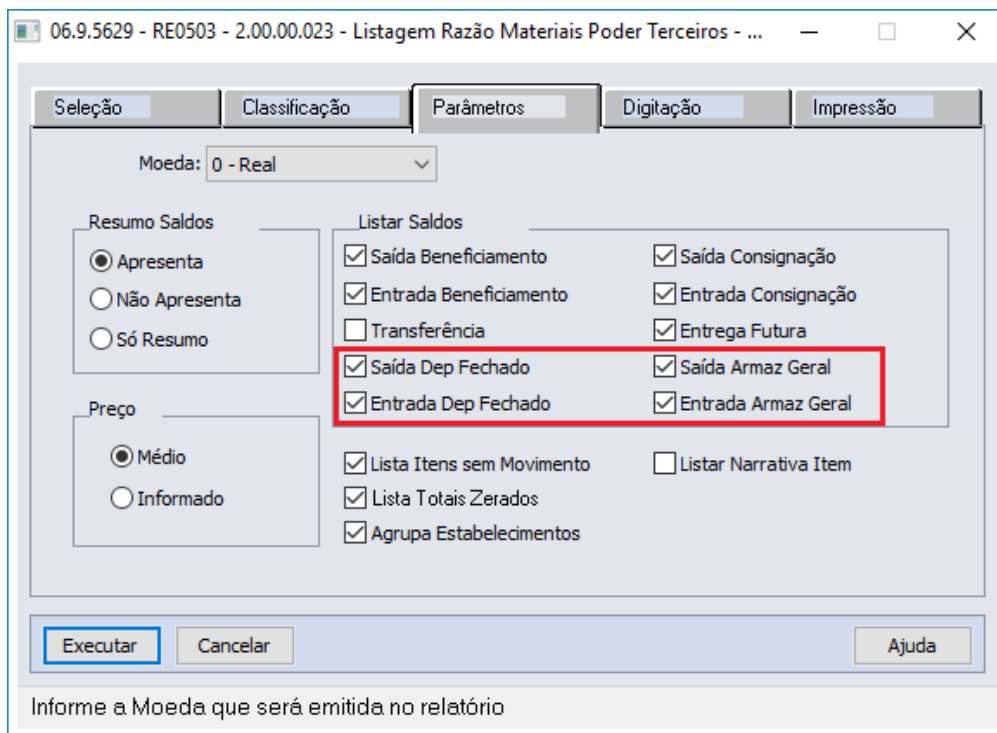 06.9.5629 - RE0503 - 2.00.00.023 - Listagem Razão Materiais Poder Terceiros - ...
Seleção Classificação Parâmetros Digitação Impressão
Moeda: 0 - Real
Resumo Saldos
Apresenta
Não Apresenta
Só Resumo
Preço
Médio
Informado
Listar Saldos
Saída Beneficiamento Saída Consignação
Entrada Beneficiamento Entrada Consignação
Transferência Entrega Futura
Saída Dep Fechado Saída Armaz Geral
Entrada Dep Fechado Entrada Armaz Geral
Lista Itens sem Movimento Listar Narrativa Item
Lista Totais Zerados
Agrupa Estabelecimentos
Executar Cancelar Ajuda
Informe a Moeda que será emitida no relatório